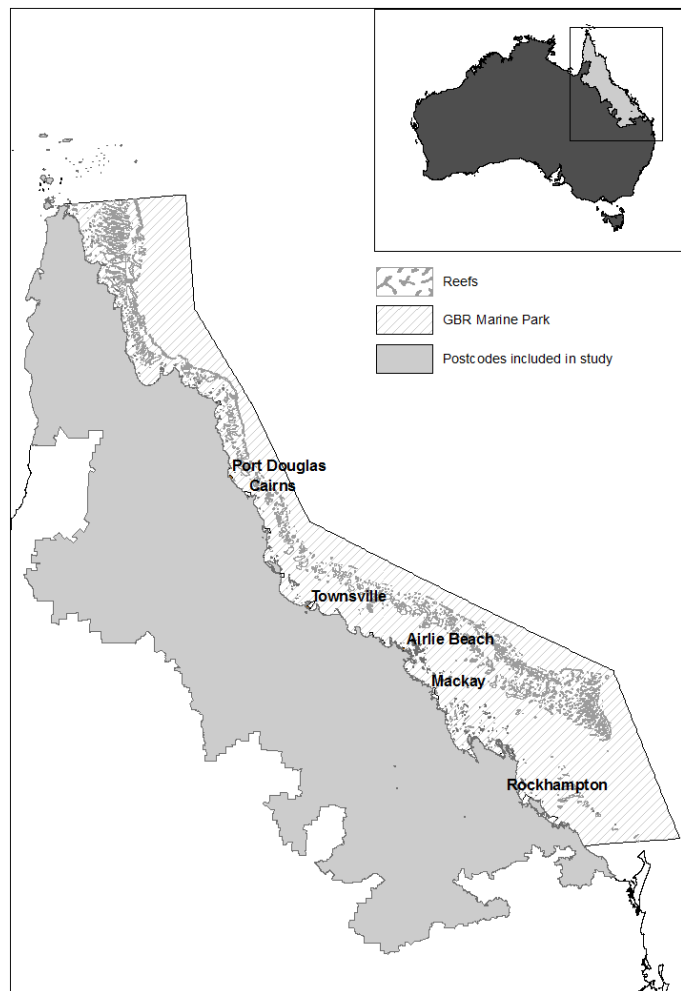 Reefs
GBR Marine Park
Postcodes included in study
Port Douglas
Cairns
Townsville
Airlie Beach
Mackay
Rockhampton